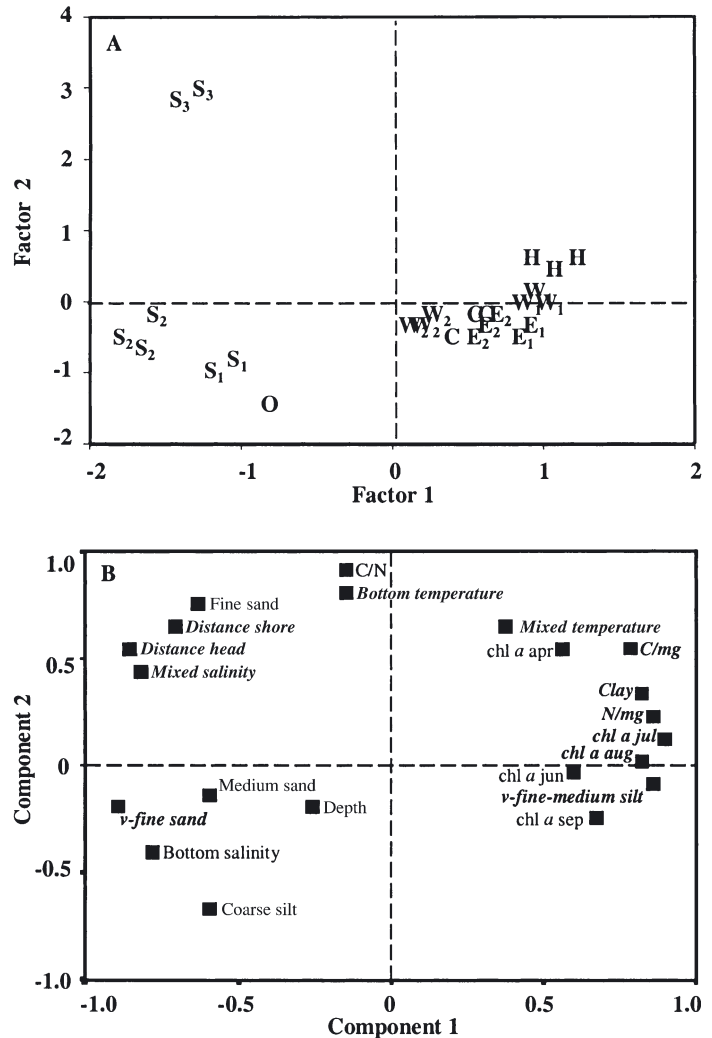 A
4
3
2
1
0
-1
-2
Factor 2
S3 S3
H H
H
W
W1 W1
S2
W2 C C E2
S2 S2
W2 W2 E2 E1
C E2 E1
S1
S1
O
-2 -1 0 1 2
Factor 1
B
1.0
0.5
0
-0.5
-1.0
Component 2
C/N
Bottom temperature
Fine sand
Distance shore
Mixed temperature
Distance head
chl a apr
C/mg
Mixed salinity
Clay
N/mg
chl a jul
chl a aug
chl a jun
Medium sand
v-fine-medium silt
v-fine sand
Depth
chl a sep
Bottom salinity
Coarse silt
-1.0 -0.5 0 0.5 1.0
Component 1